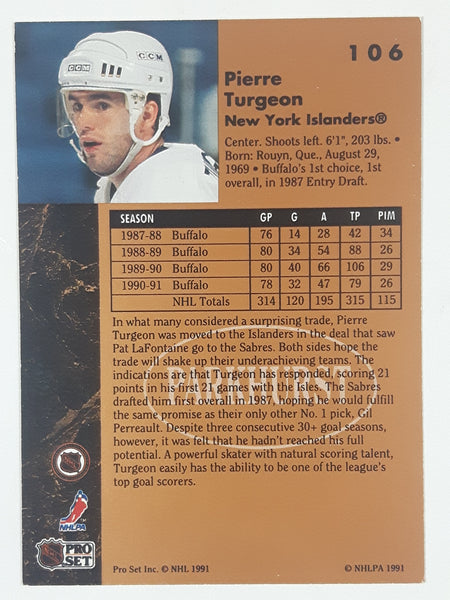 106
CCM
CCM
Pierre
Turgeon
New York Islanders®
Center. Shoots left. 6'1", 203 lbs. •
Born: Rouyn, Que., August 29,
1969 • Buffalo's 1st choice, 1st
overall, in 1987 Entry Draft.
SEASON GP G A TP PIM
1987-88 Buffalo 76 14 28 42 34
1988-89 Buffalo 80 34 54 88 26
1989-90 Buffalo 80 40 66 106 29
1990-91 Buffalo 78 32 47 79 26
NHL Totals 314 120 195 315 115
In what many considered a surprising trade, Pierre
Turgeon was moved to the Islanders in the deal that saw
Pat LaFontaine go to the Sabres. Both sides hope the
trade will shake up their underachieving teams. The
indications are that Turgeon has responded, scoring 21
points in his first 21 games with the Isles. The Sabres
drafted him first overall in 1987, hoping he would fulfill
the same promise as their only other No. 1 pick, Gil
Perreault. Despite three consecutive 30+ goal seasons,
however, it was felt that he hadn't reached his full
potential. A powerful skater with natural scoring talent,
Turgeon easily has the ability to be one of the league's
top goal scorers.
PARKHURST
NHLPA
PRO
SET
Pro Set Inc. © NHL 1991
© NHLPA 1991